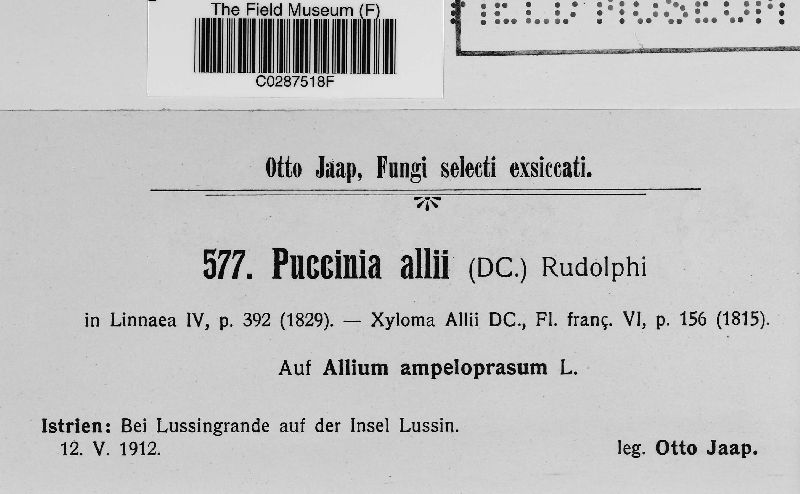 The Field Museum (F)
C0287518F
FIELD MUSEUM
Otto Jaap, Fungi selecti exsiccati.
577. Puccinia allii (DC.) Rudolphi
in Linnaea IV, p. 392 (1829). — Xyloma Allii DC., Fl. franç. VI, p. 156 (1815).
Auf Allium ampeloprasum L.
Istrien: Bei Lussingrande auf der Insel Lussin.
12. V. 1912.
leg. Otto Jaap.